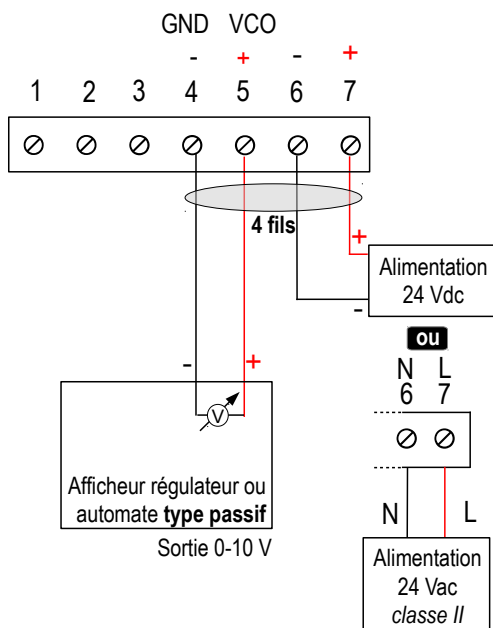 GND VCO
- + - +
1 2 3 4 5 6 7
4 fils
+
Alimentation
24 Vdc
-
ou
N L
6 7
- +
V
Afficheur régulateur ou
automate type passif
Sortie 0-10 V
N L
Alimentation
24 Vac
classe II